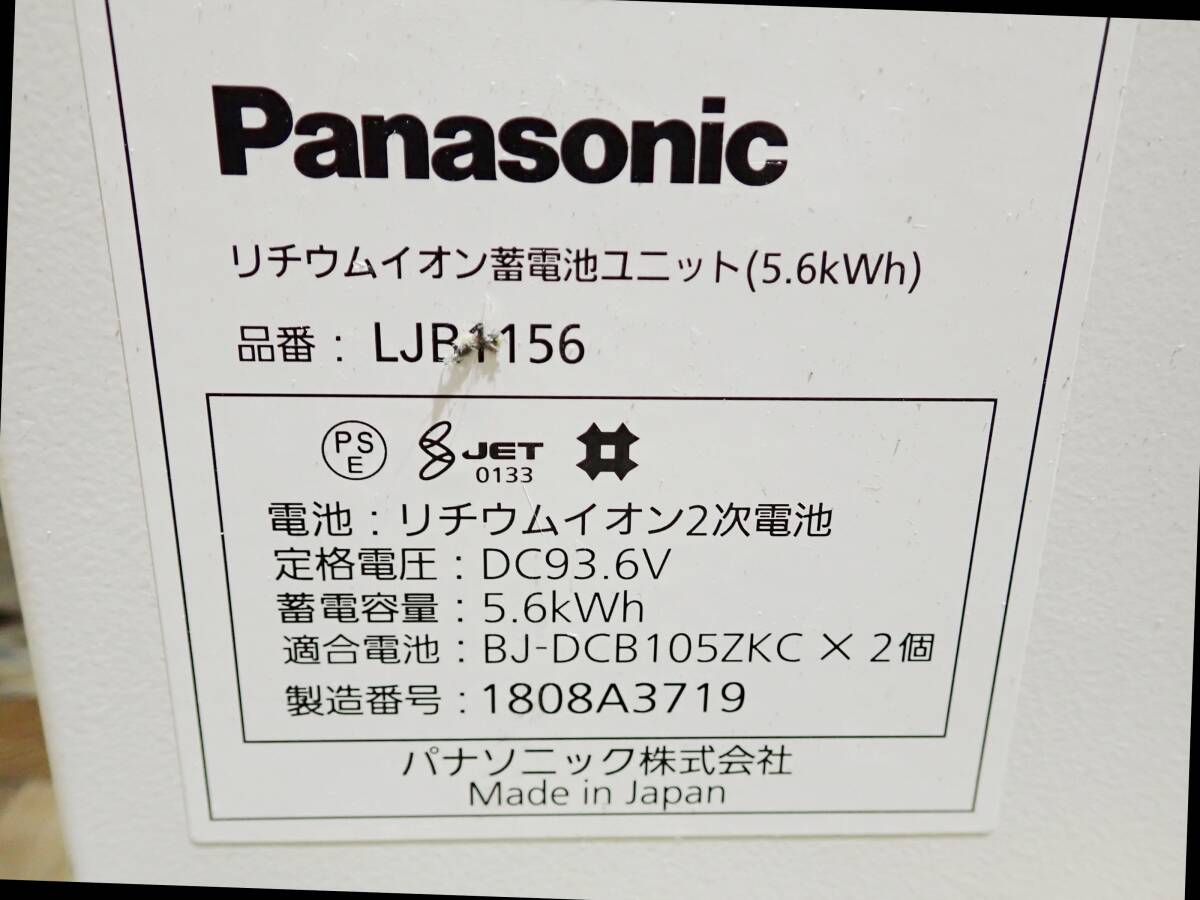 Panasonic
リチウムイオン蓄電池ユニット(5.6kWh)
品番： LJB1156
PS
E
JET
0133
電池：リチウムイオン2次電池
定格電圧：DC93.6V
蓄電容量：5.6kWh
適合電池：BJ-DCB105ZKC × 2個
製造番号：1808A3719
パナソニック株式会社
Made in Japan